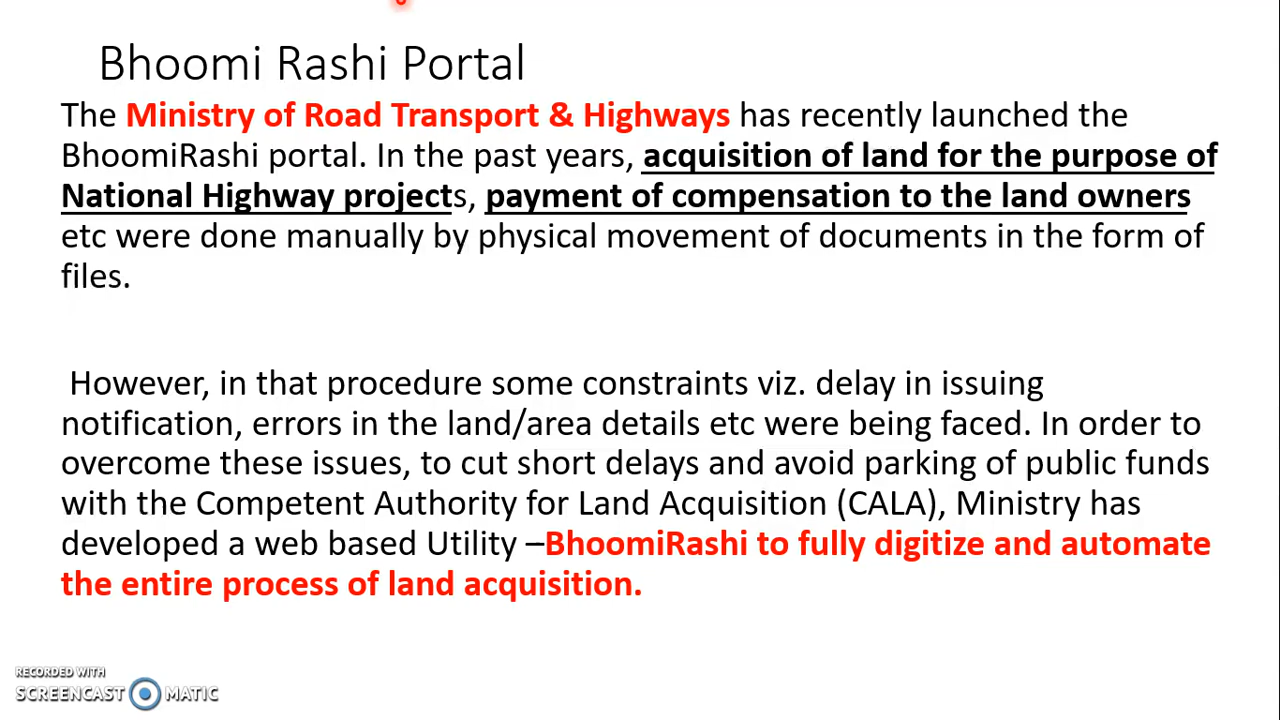 Bhoomi Rashi Portal
The Ministry of Road Transport & Highways has recently launched the
BhoomiRashi portal. In the past years, acquisition of land for the purpose of
National Highway projects, payment of compensation to the land owners
etc were done manually by physical movement of documents in the form of
files.
However, in that procedure some constraints viz. delay in issuing
notification, errors in the land/area details etc were being faced. In order to
overcome these issues, to cut short delays and avoid parking of public funds
with the Competent Authority for Land Acquisition (CALA), Ministry has
developed a web based Utility –BhoomiRashi to fully digitize and automate
the entire process of land acquisition.
RECORDED WITH
SCREENCAST MATIC